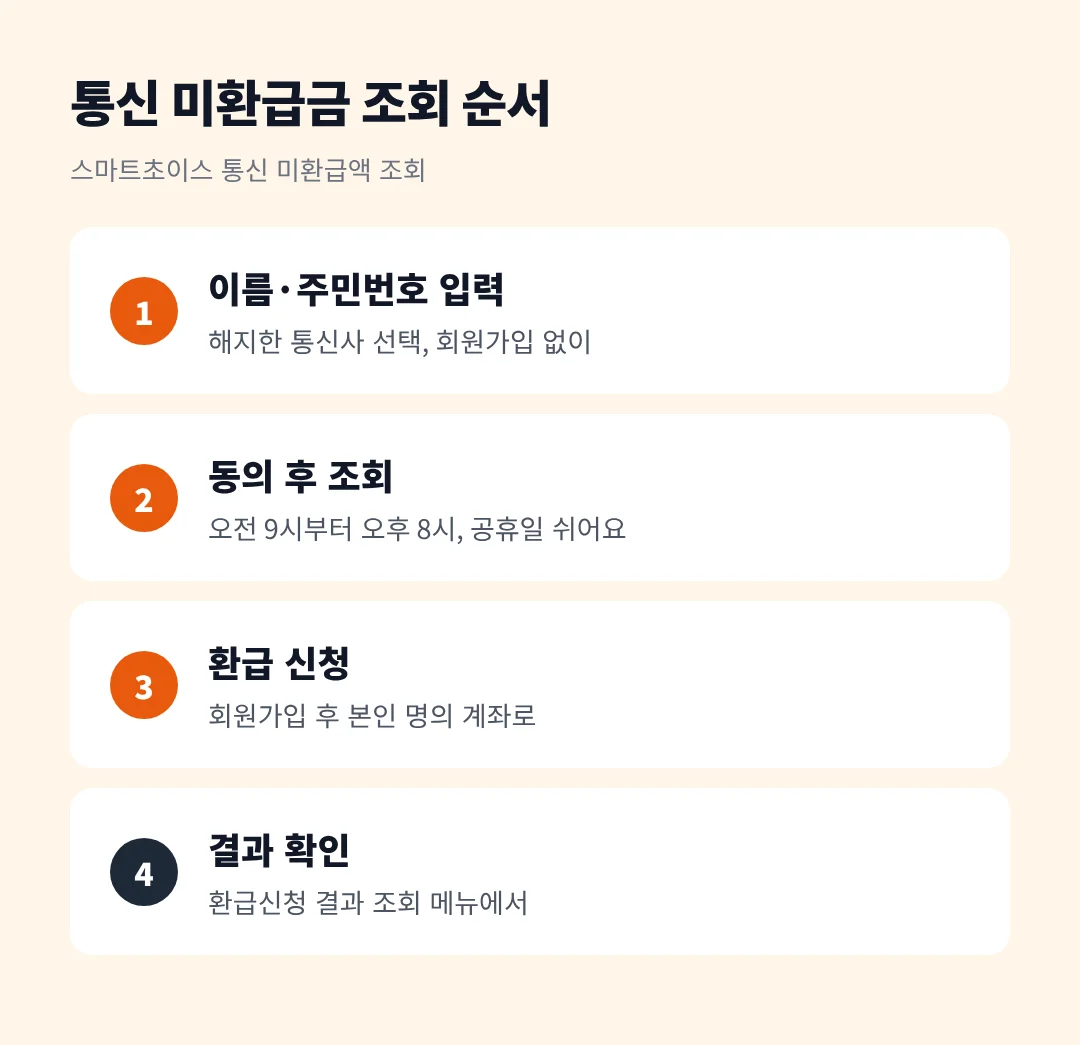 통신 미환급금 조회 순서
스마트초이스 통신 미환급액 조회
1
이름·주민번호 입력
해지한 통신사 선택, 회원가입 없이
2
동의 후 조회
오전 9시부터 오후 8시, 공휴일 쉬어요
3
환급 신청
회원가입 후 본인 명의 계좌로
4
결과 확인
환급신청 결과 조회 메뉴에서